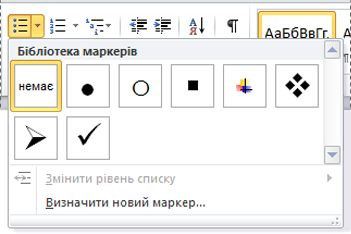 АаБбВвГг,
Бібліотека маркерів
немає
Змінити рівень списку
Визначити новий маркер...